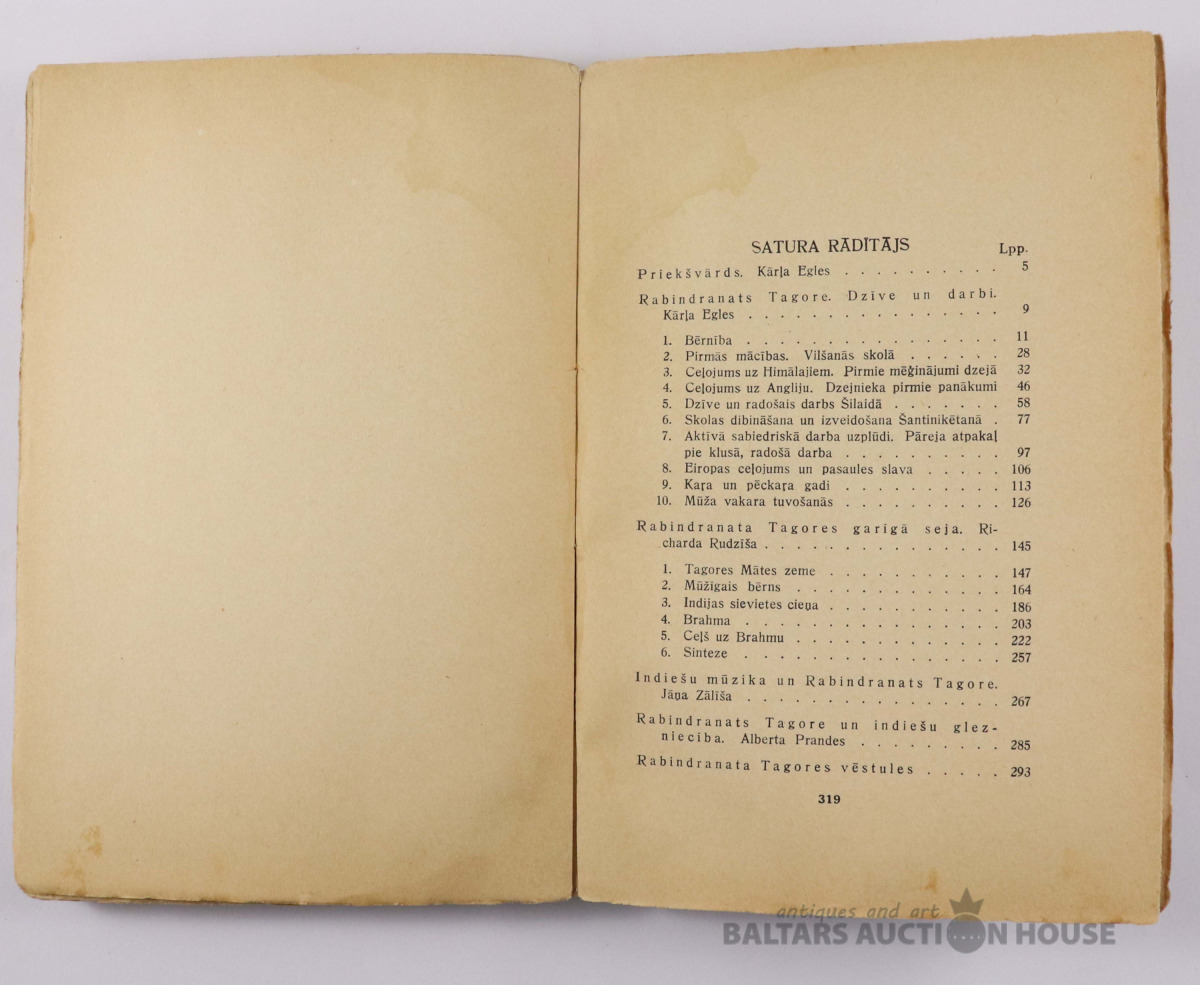 SATURA RĀDĪTĀJS
Lpp.
Priekšvārds. Kārļa Egles . . . . . . . . . . 5
Rabindranats Tagore. Dzīve un darbi.
Kārļa Egles . . . . . . . . . . . . . . . . 9
1. Bērnība . . . . . . . . . . . . . . . . 11
2. Pirmās mācības. Vilšanās skolā . . . . . . 28
3. Ceļojums uz Himālajiem. Pirmie mēģinājumi dzejā 32
4. Ceļojums uz Angliju. Dzejnieka pirmie panākumi 46
5. Dzīve un radošais darbs Šilaidā . . . . . . . 58
6. Skolas dibināšana un izveidošana Šantinikētanā . 77
7. Aktīvā sabiedriskā darba uzplūdi. Pāreja atpakaļ
pie klusā, radošā darba . . . . . . . . . . 97
8. Eiropas ceļojums un pasaules slava . . . . . 106
9. Kaŗa un pēckaŗa gadi . . . . . . . . . . 113
10. Mūža vakara tuvošanās . . . . . . . . . . 126
Rabindranata Tagores garīgā seja. Ŗi-
charda Rudzīša . . . . . . . . . . . . . . . 145
1. Tagores Mātes zeme . . . . . . . . . . . 147
2. Mūžīgais bērns . . . . . . . . . . . . . 164
3. Indijas sievietes cieņa . . . . . . . . . . . 186
4. Brahma . . . . . . . . . . . . . . . . 203
5. Ceļš uz Brahmu . . . . . . . . . . . . . 222
6. Sinteze . . . . . . . . . . . . . . . . 257
Indiešu mūzika un Rabindranats Tagore.
Jāņa Zālīša . . . . . . . . . . . . . . . . 267
Rabindranats Tagore un indiešu glez-
niecība. Alberta Prandes . . . . . . . . . 285
Rabindranata Tagores vēstules . . . . . 293
319
antiques and art
BALTARS AUCTION HOUSE